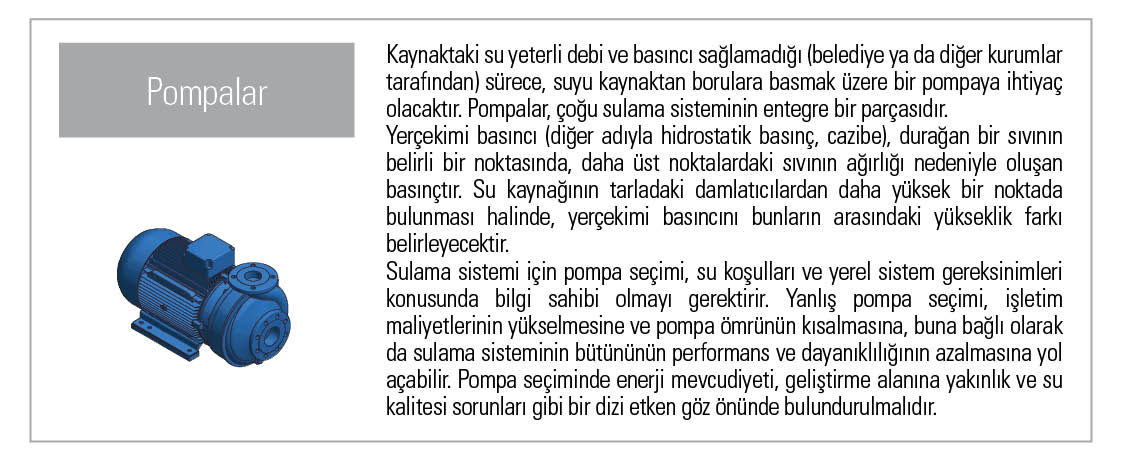 Pompalar
Kaynaktaki su yeterli debi ve basıncı sağlamadığı (belediye ya da diğer kurumlar
tarafından) sürece, suyu kaynaktan borulara basmak üzere bir pompaya ihtiyaç
olacaktır. Pompalar, çoğu sulama sisteminin entegre bir parçasıdır.
Yerçekimi basıncı (diğer adıyla hidrostatik basınç, cazibe), durağan bir sıvının
belirli bir noktasında, daha üst noktalardaki sıvının ağırlığı nedeniyle oluşan
basınçtır. Su kaynağının tarladaki damlatıcılardan daha yüksek bir noktada
bulunması halinde, yerçekimi basıncını bunların arasındaki yükseklik farkı
belirleyecektir.
Sulama sistemi için pompa seçimi, su koşulları ve yerel sistem gereksinimleri
konusunda bilgi sahibi olmayı gerektirir. Yanlış pompa seçimi, işletim
maliyetlerinin yükselmesine ve pompa ömrünün kısalmasına, buna bağlı olarak
da sulama sisteminin bütününün performans ve dayanıklılığının azalmasına yol
açabilir. Pompa seçiminde enerji mevcudiyeti, geliştirme alanına yakınlık ve su
kalitesi sorunları gibi bir dizi etken göz önünde bulundurulmalıdır.